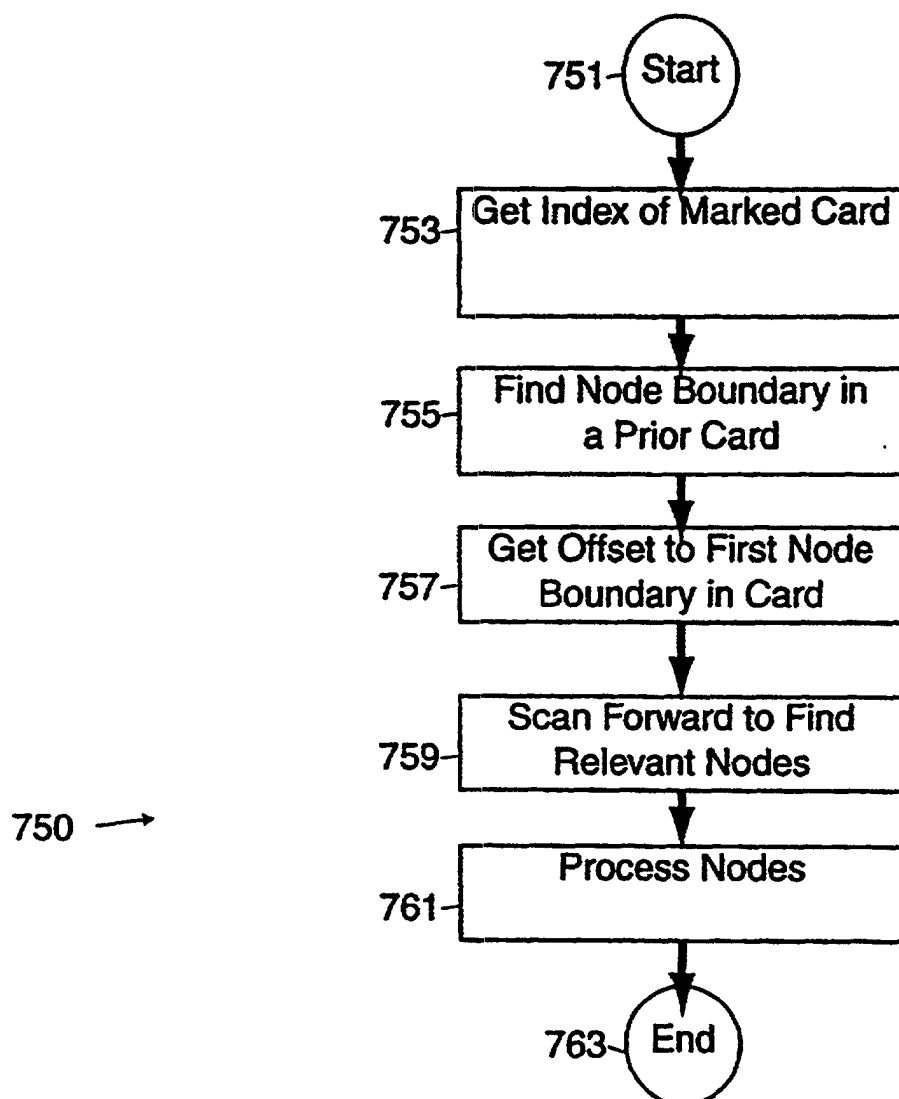 751 Start
753 Get Index of Marked Card
755 Find Node Boundary in
a Prior Card
757 Get Offset to First Node
Boundary in Card
759 Scan Forward to Find
Relevant Nodes
750
761 Process Nodes
763 End